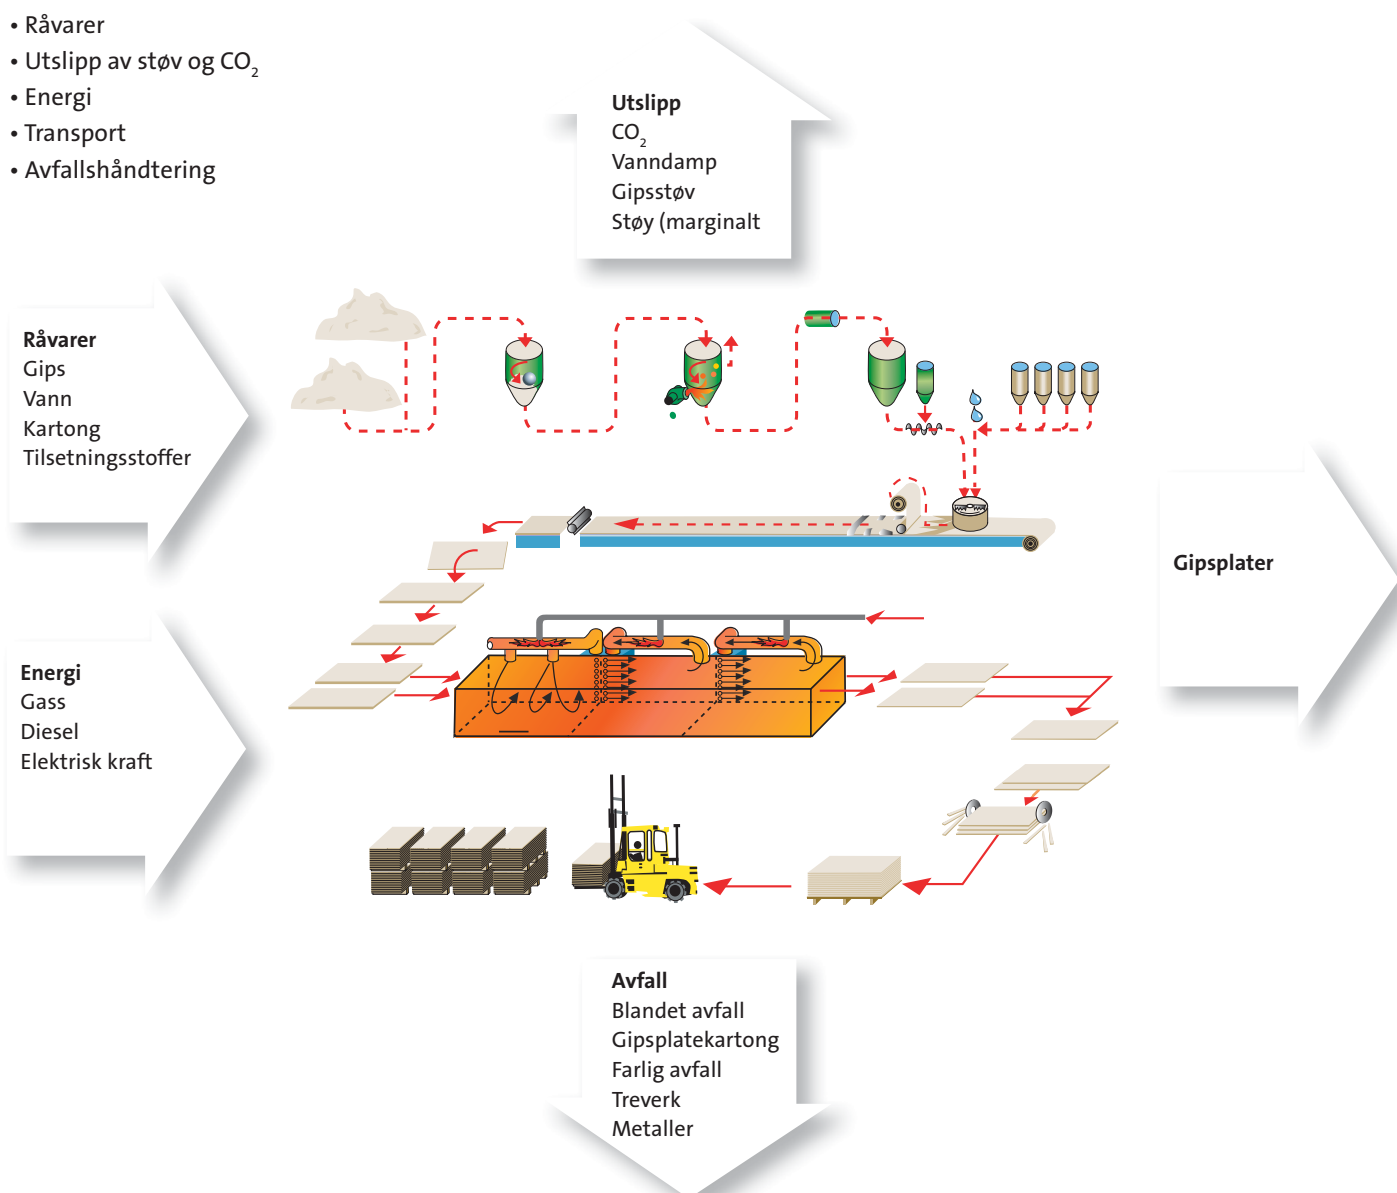 • Råvarer
• Utslipp av støv og CO₂
• Energi
• Transport
• Avfallshåndtering
Utslipp
CO₂
Vanndamp
Gipsstøv
Støy (marginalt
Råvarer
Gips
Vann
Kartong
Tilsetningsstoffer
Gipsplater
Energi
Gass
Diesel
Elektrisk kraft
Avfall
Blandet avfall
Gipsplatekartong
Farlig avfall
Treverk
Metaller